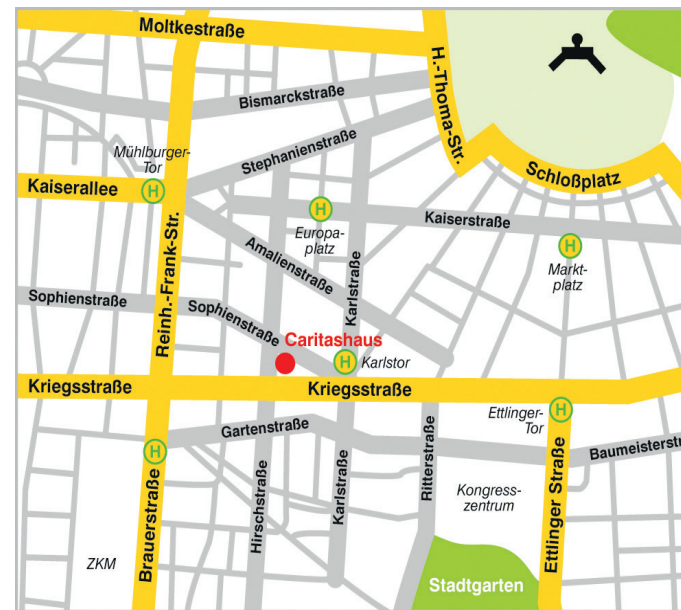 Moltkestraße
H.-Thoma-Str.
Bismarckstraße
Stephanienstraße
Mühlburger-
Tor
Schloßplatz
Kaiserallee
H
H
Kaiserstraße
Europa-
platz
H
Markt-
platz
Amalienstraße
Karlstraße
Reinh.-Frank-Str.
Sophienstraße
Sophienstraße
Caritashaus
H
Karlstor
Kriegsstraße
Kriegsstraße
Ettlinger-
Tor
H
Gartenstraße
H
Baumeisterstr
Brauerstraße
Hirschstraße
Karlstraße
Ritterstraße
Kongress-
zentrum
Ettlinger Straße
ZKM
Stadtgarten